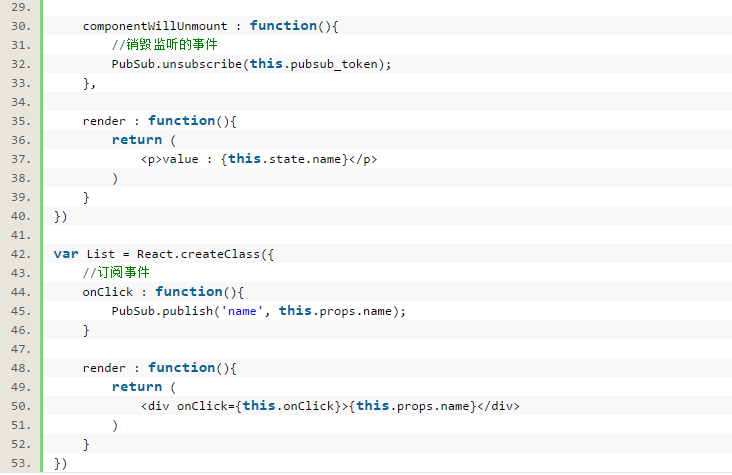 29.
30.     componentWillUnmount : function(){
31.         //销毁监听的事件
32.         PubSub.unsubscribe(this.pubsub_token);
33.     },
34.
35.     render : function(){
36.         return (
37.             <p>value : {this.state.name}</p>
38.         )
39.     }
40. })
41.
42. var List = React.createClass({
43.     //订阅事件
44.     onClick : function(){
45.         PubSub.publish('name', this.props.name);
46.     }
47.
48.     render : function(){
49.         return (
50.             <div onClick={this.onClick}>{this.props.name}</div>
51.         )
52.     }
53. })